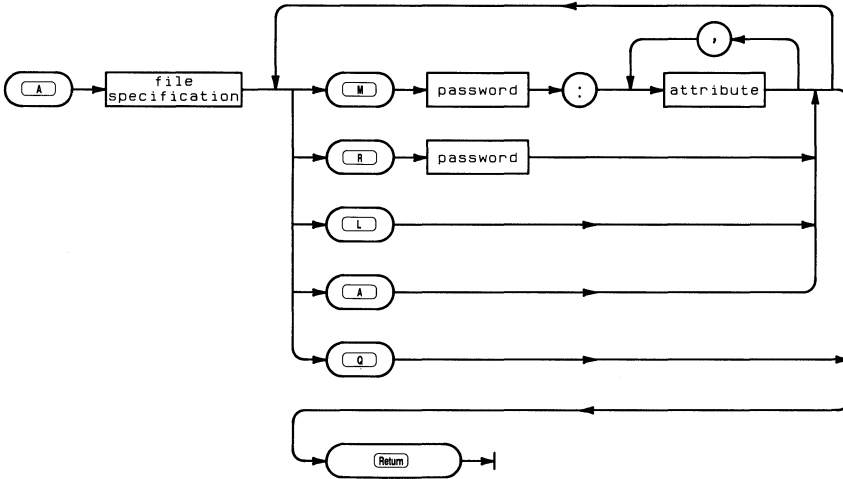 ,
A
file
specification
M
password
:
attribute
R
password
L
A
Q
Return